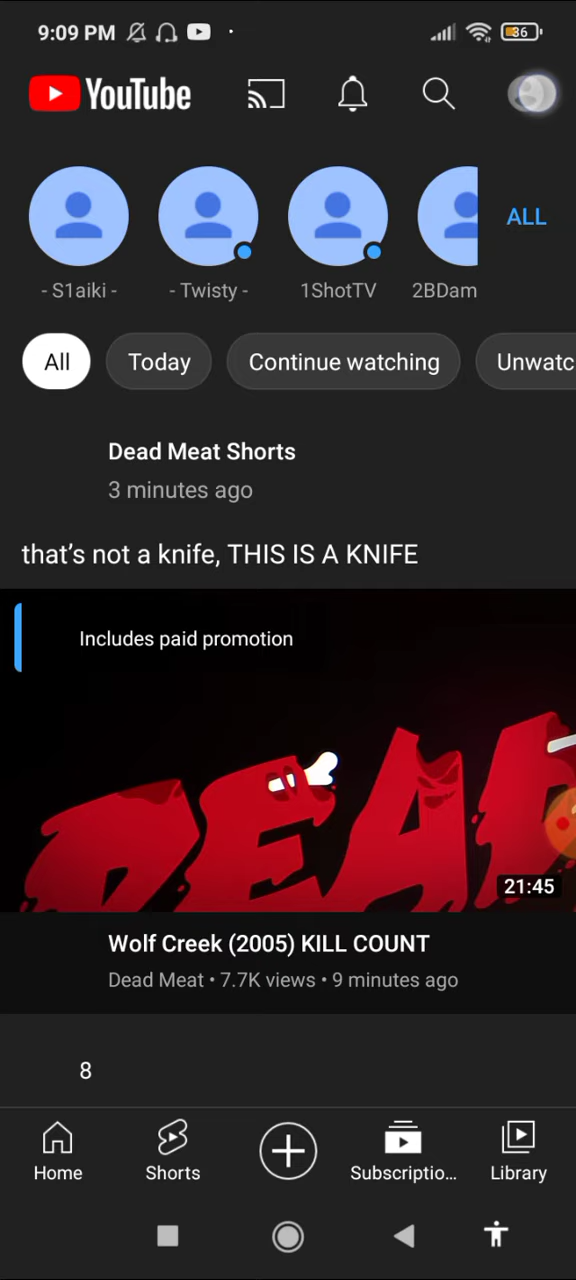 9:09 PM
36
YouTube
ALL
- S1aiki -
- Twisty -
1ShotTV
2BDam
All
Today
Continue watching
Unwatc
Dead Meat Shorts
3 minutes ago
that’s not a knife, THIS IS A KNIFE
Includes paid promotion
DEAD
21:45
Wolf Creek (2005) KILL COUNT
Dead Meat • 7.7K views • 9 minutes ago
8
Home
Shorts
Subscriptio...
Library